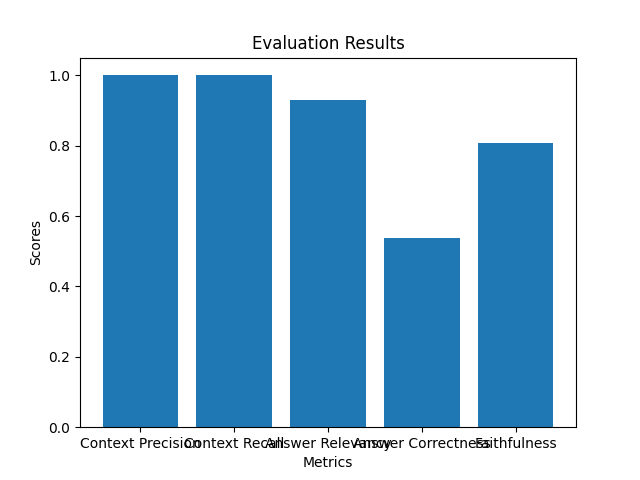 Evaluation Results
1.0
0.8
0.6
0.4
0.2
0.0
Scores
Context Precision Context Recall Answer Relevancy Answer Correctness Faithfulness
Metrics